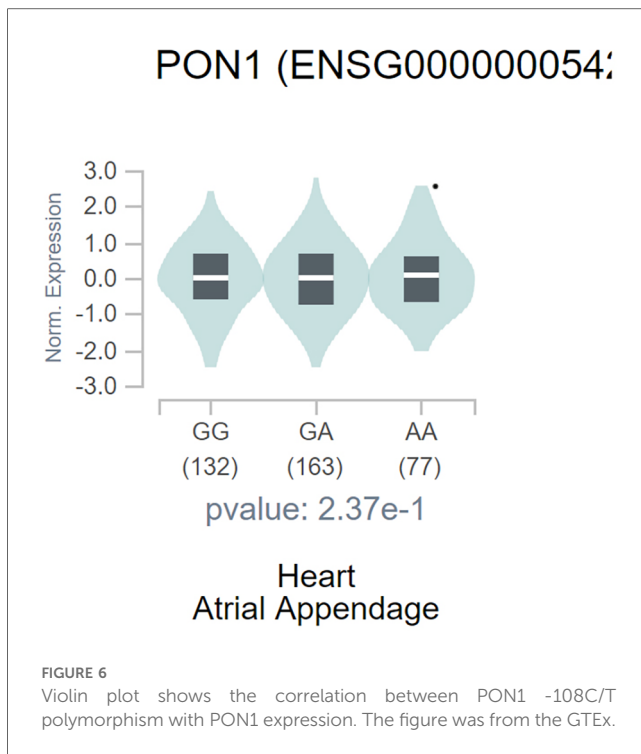 PON1 (ENSG0000000542
3.0
2.0
1.0
0.0
-1.0
-2.0
-3.0
Norm. Expression
GG GA AA
(132) (163) (77)
pvalue: 2.37e-1
Heart
Atrial Appendage
FIGURE 6
Violin plot shows the correlation between PON1 -108C/T
polymorphism with PON1 expression. The figure was from the GTEx.